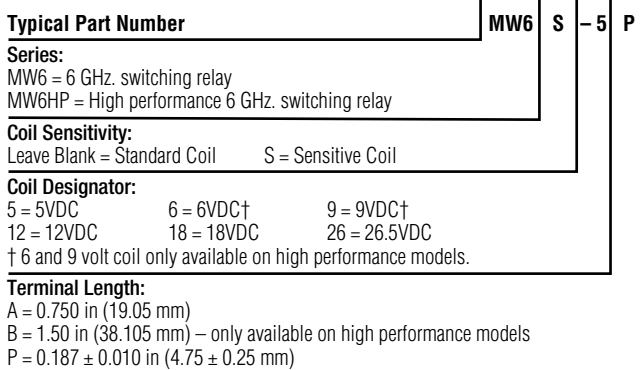 Typical Part Number MW6 S – 5 P
Series:
MW6 = 6 GHz. switching relay
MW6HP = High performance 6 GHz. switching relay
Coil Sensitivity:
Leave Blank = Standard Coil S = Sensitive Coil
Coil Designator:
5 = 5VDC 6 = 6VDC† 9 = 9VDC†
12 = 12VDC 18 = 18VDC 26 = 26.5VDC
† 6 and 9 volt coil only available on high performance models.
Terminal Length:
A = 0.750 in (19.05 mm)
B = 1.50 in (38.105 mm) – only available on high performance models
P = 0.187 ± 0.010 in (4.75 ± 0.25 mm)